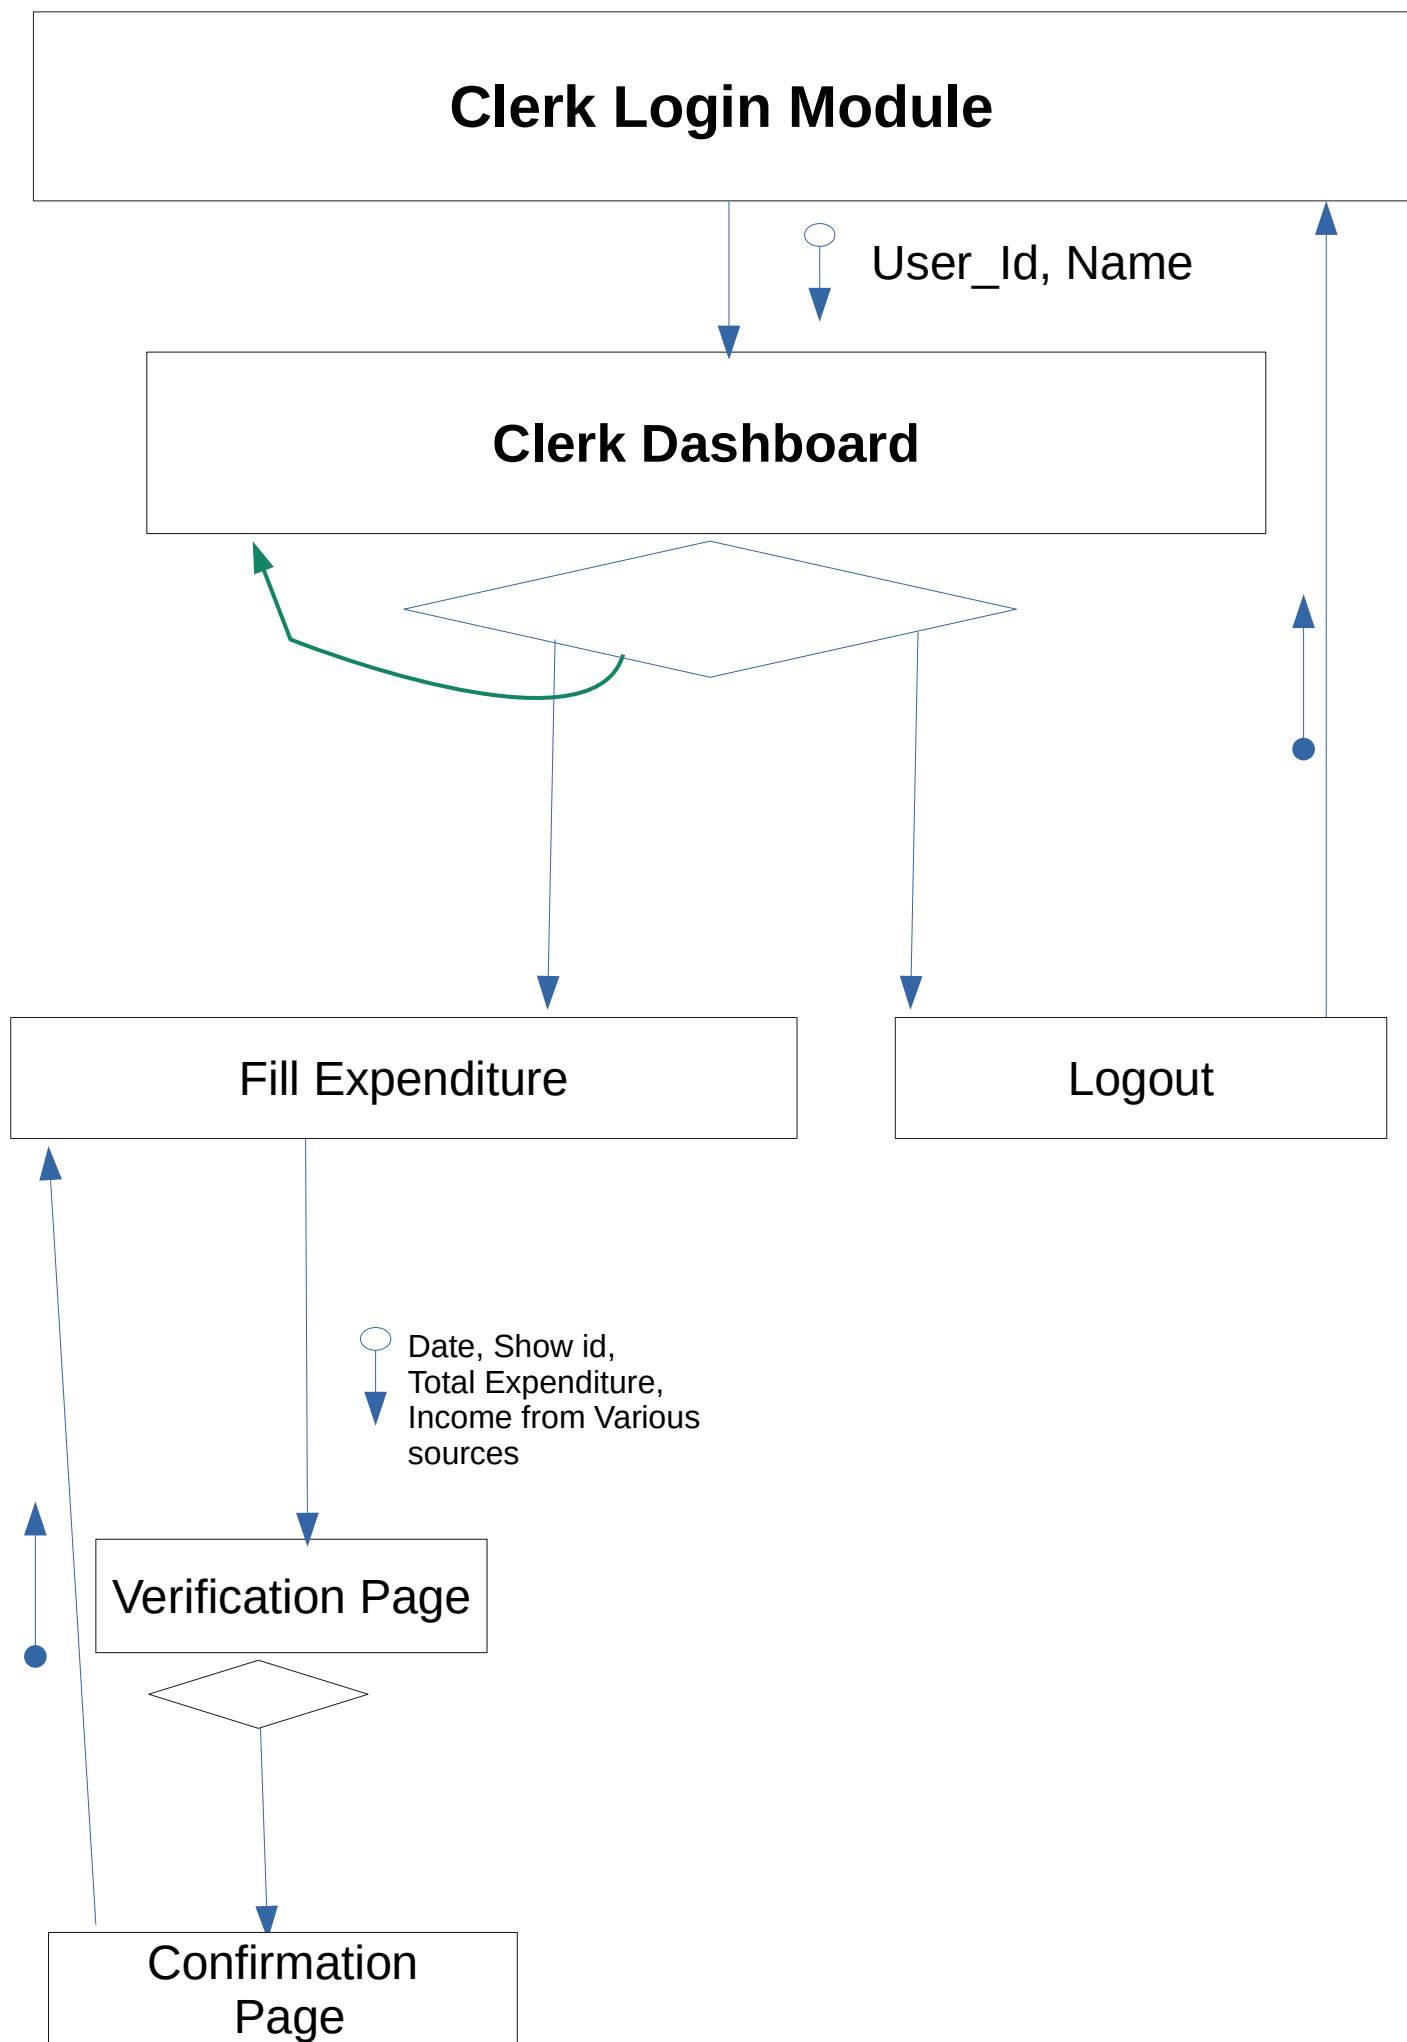 Clerk Login Module
User_Id, Name
Clerk Dashboard
Fill Expenditure
Logout
Date, Show id,
Total Expenditure,
Income from Various
sources
Verification Page
Confirmation
Page